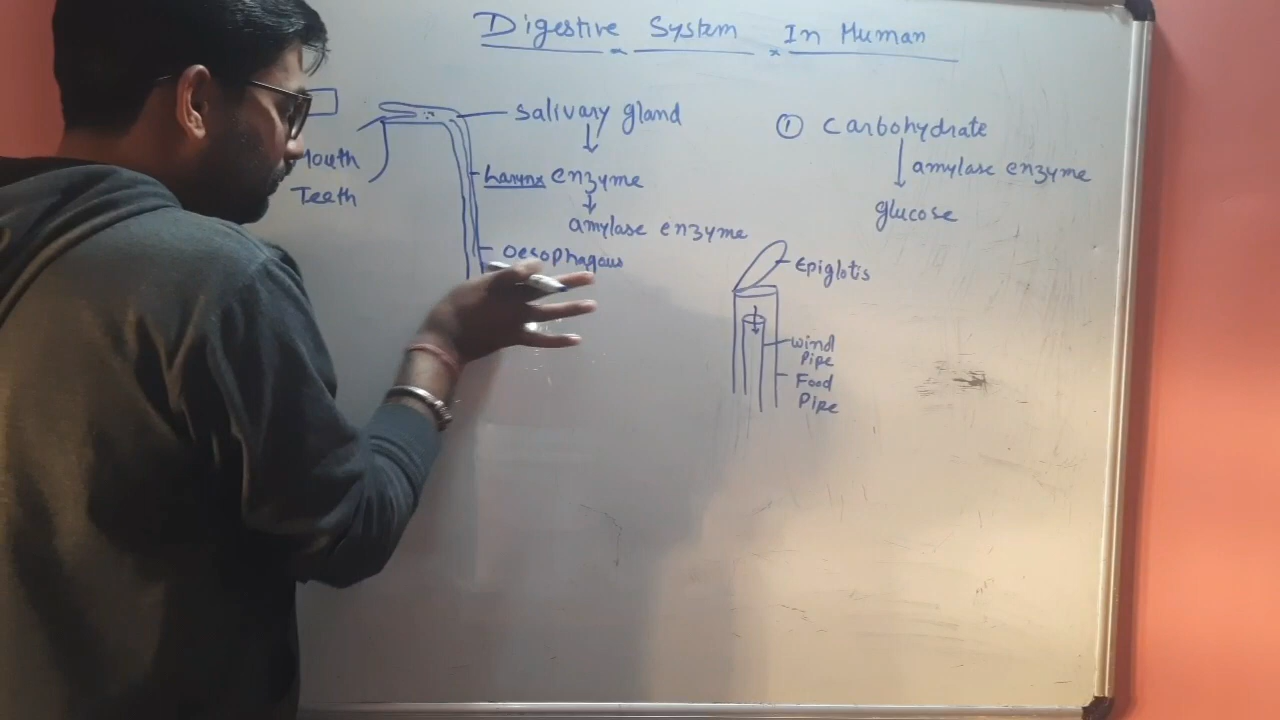 Digestive System In Human
Salivary gland
Mouth
Teeth
Larynx enzyme
amylase enzyme
Oesophagous
① Carbohydrate
amylase enzyme
glucose
Epiglotis
wind
Pipe
Food
Pipe